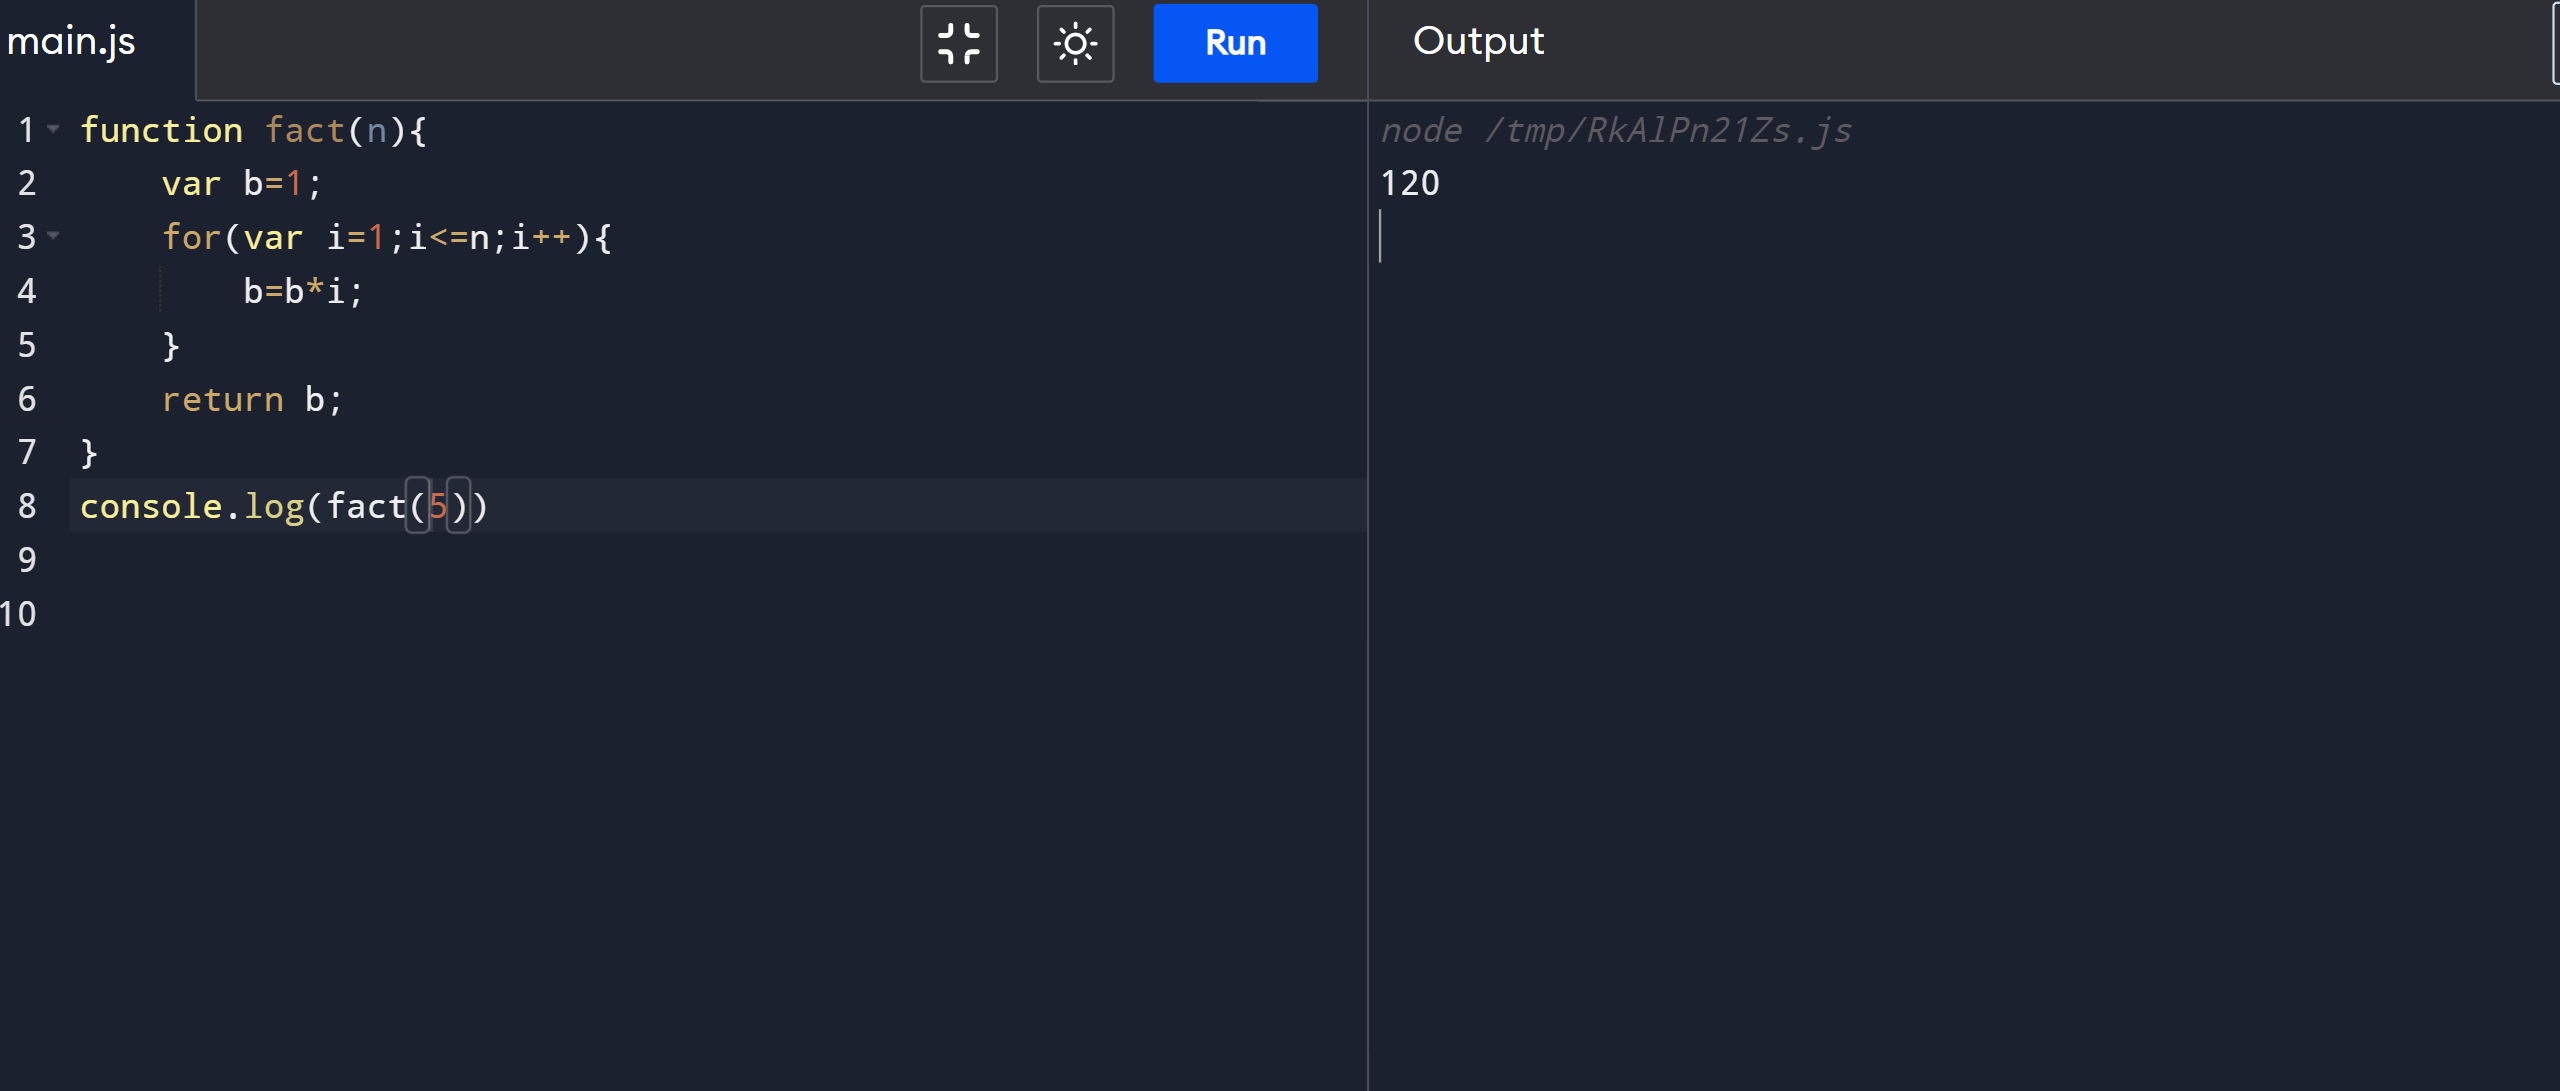 main.js
Run
Output
1 function fact(n){
2     var b=1;
3     for(var i=1;i<=n;i++){
4         b=b*i;
5     }
6     return b;
7 }
8 console.log(fact(5))
9
10
node /tmp/RkAlPn21Zs.js
120